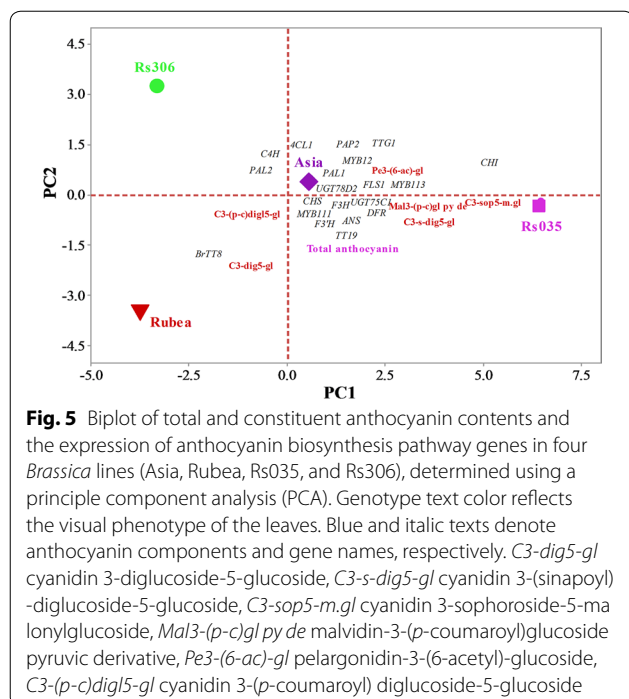 4.5
Rs306
3.0
4CL1 PAP2 TTG1
1.5
C4H MYB12
Asia CHI
PAL2 PAL1 Pe3-(6-ac)-gl
UGT78D2 FLS1 MYB113
PC2
0.0
CHS F3H UGT75C1 Mal3-(p-c)gl py de C3-sop5-m.gl
C3-(p-c)digl5-gl MYB111 DFR
F3'H ANS C3-s-dig5-gl Rs035
-1.5 TT19
BrTT8 Total anthocyanin
C3-dig5-gl
-3.0
Rubea
-4.5
-5.0 -2.5 0.0 2.5 5.0 7.5
PC1
Fig. 5 Biplot of total and constituent anthocyanin contents and
the expression of anthocyanin biosynthesis pathway genes in four
Brassica lines (Asia, Rubea, Rs035, and Rs306), determined using a
principle component analysis (PCA). Genotype text color reflects
the visual phenotype of the leaves. Blue and italic texts denote
anthocyanin components and gene names, respectively. C3-dig5-gl
cyanidin 3-diglucoside-5-glucoside, C3-s-dig5-gl cyanidin 3-(sinapoyl)
-diglucoside-5-glucoside, C3-sop5-m.gl cyanidin 3-sophoroside-5-ma
lonylglucoside, Mal3-(p-c)gl py de malvidin-3-(p-coumaroyl)glucoside
pyruvic derivative, Pe3-(6-ac)-gl pelargonidin-3-(6-acetyl)-glucoside,
C3-(p-c)digl5-gl cyanidin 3-(p-coumaroyl) diglucoside-5-glucoside